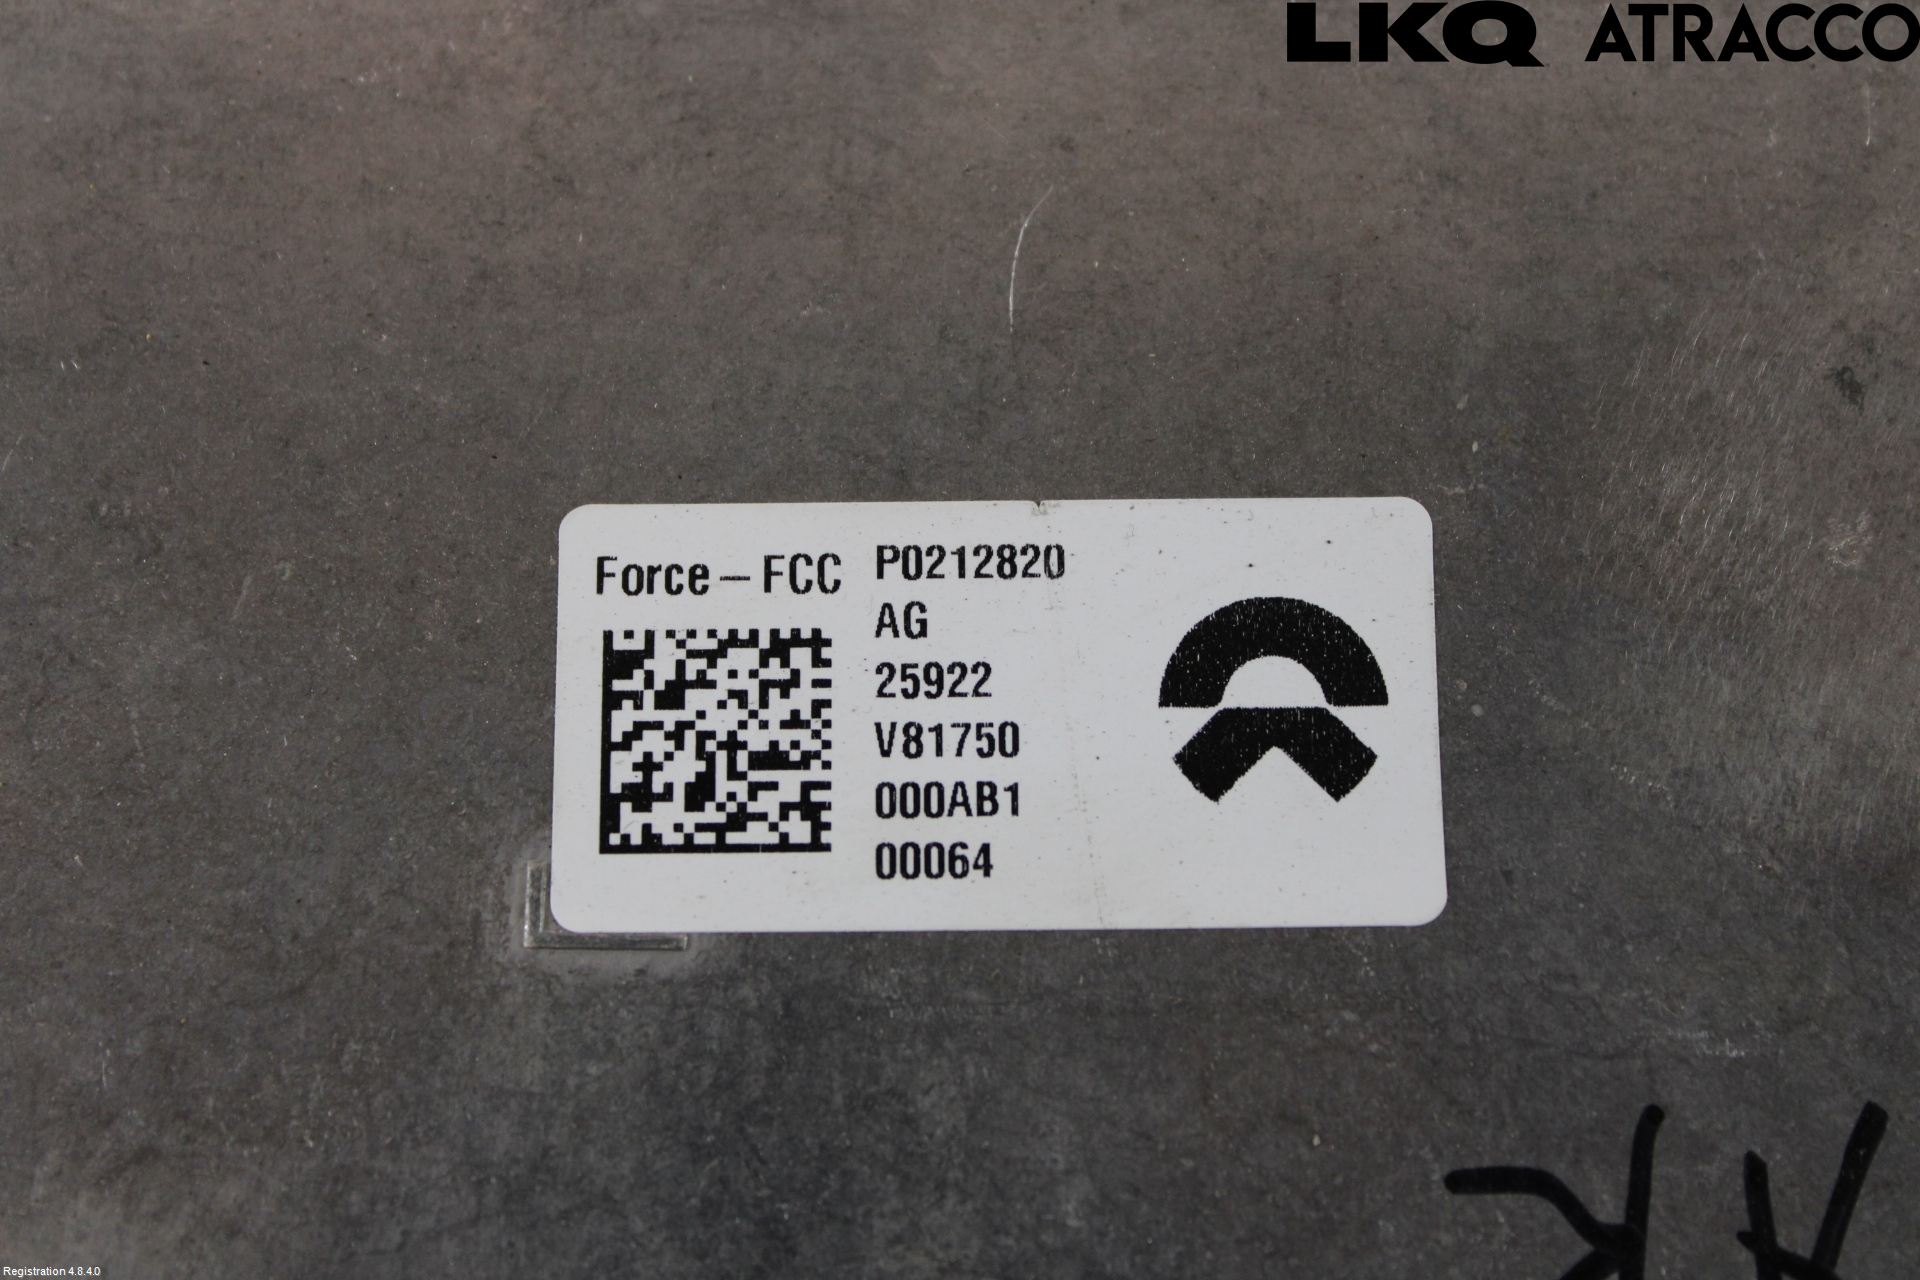 LKQ ATRACCO
Force – FCC
P0212820
AG
25922
V81750
000AB1
00064
Registration 4.8.4.0